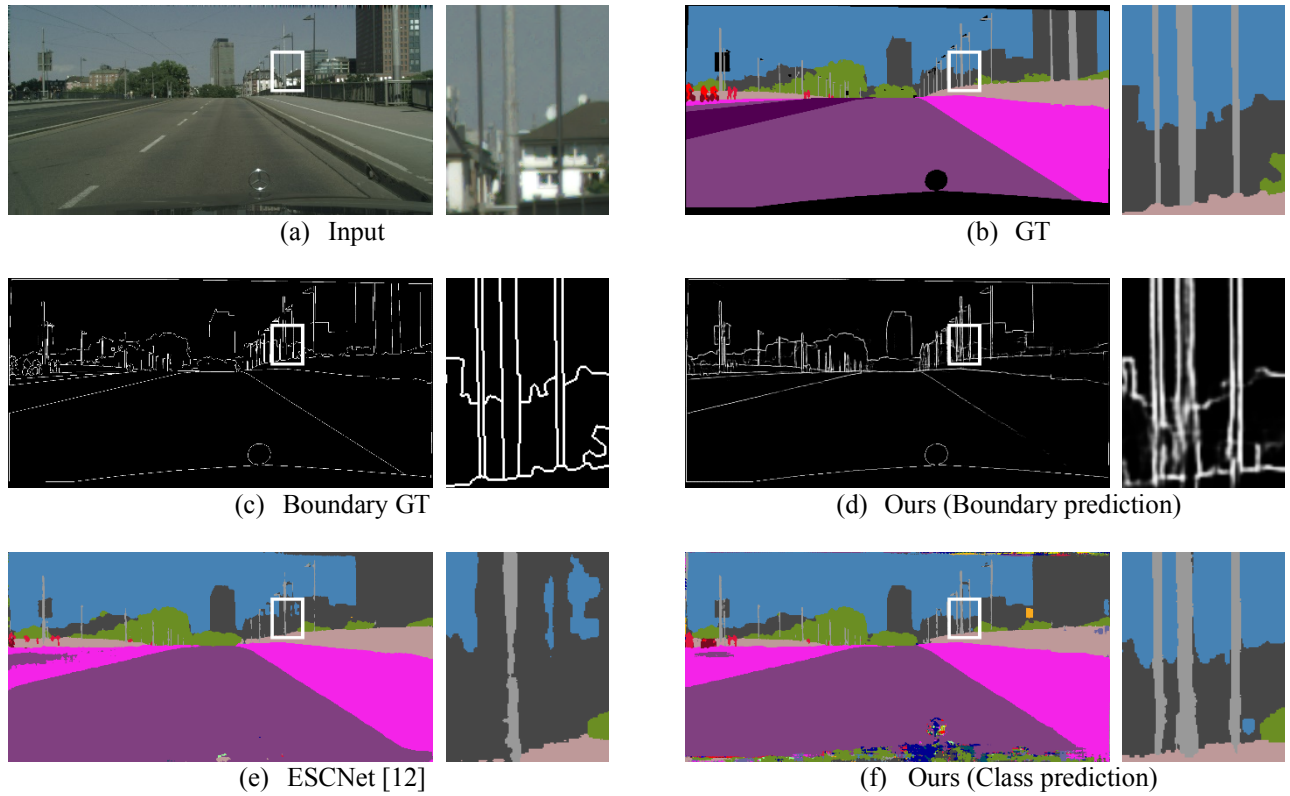 (a) Input
(b) GT
(c) Boundary GT
(d) Ours (Boundary prediction)
(e) ESCNet [12]
(f) Ours (Class prediction)